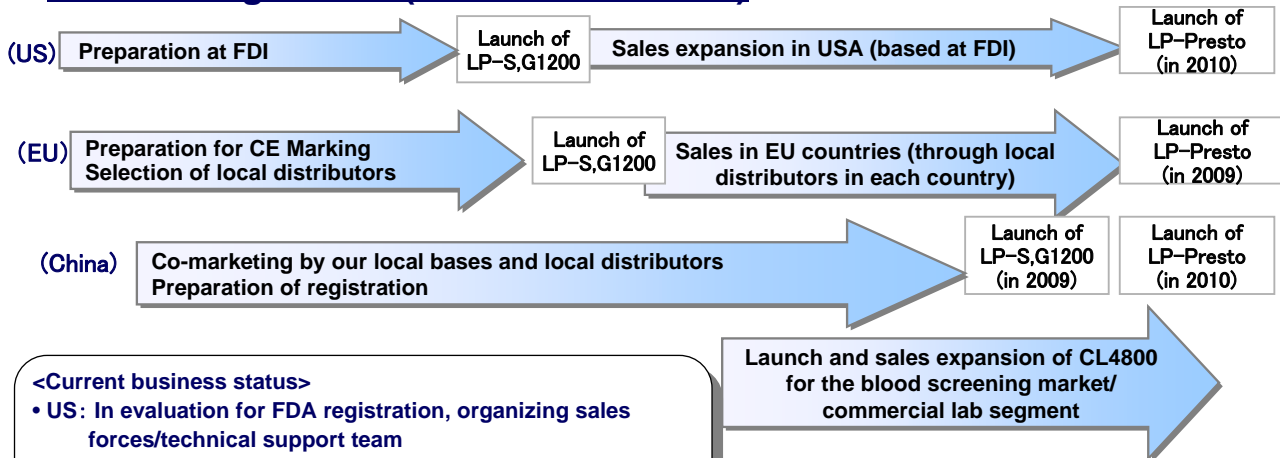 (US)
Preparation at FDI
Launch of
LP-S,G1200
Sales expansion in USA (based at FDI)
Launch of
LP-Presto
(in 2010)
(EU)
Preparation for CE Marking
Selection of local distributors
Launch of
LP-S,G1200
Sales in EU countries (through local
distributors in each country)
Launch of
LP-Presto
(in 2009)
(China)
Co-marketing by our local bases and local distributors
Preparation of registration
Launch of
LP-S,G1200
(in 2009)
Launch of
LP-Presto
(in 2010)
Launch and sales expansion of CL4800
for the blood screening market/
commercial lab segment
<Current business status>
• US: In evaluation for FDA registration, organizing sales
forces/technical support team